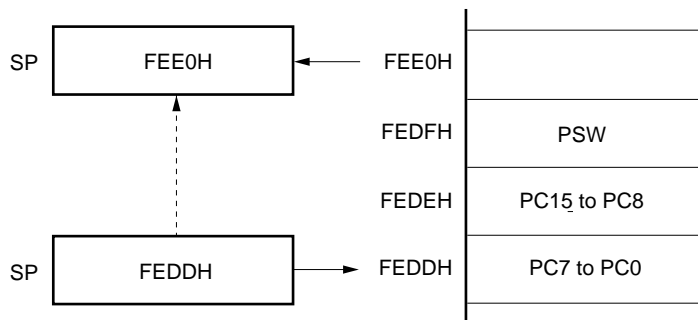 SP FEE0H FEE0H
FEDFH PSW
FEDEH PC15 to PC8
SP FEDDH FEDDH PC7 to PC0